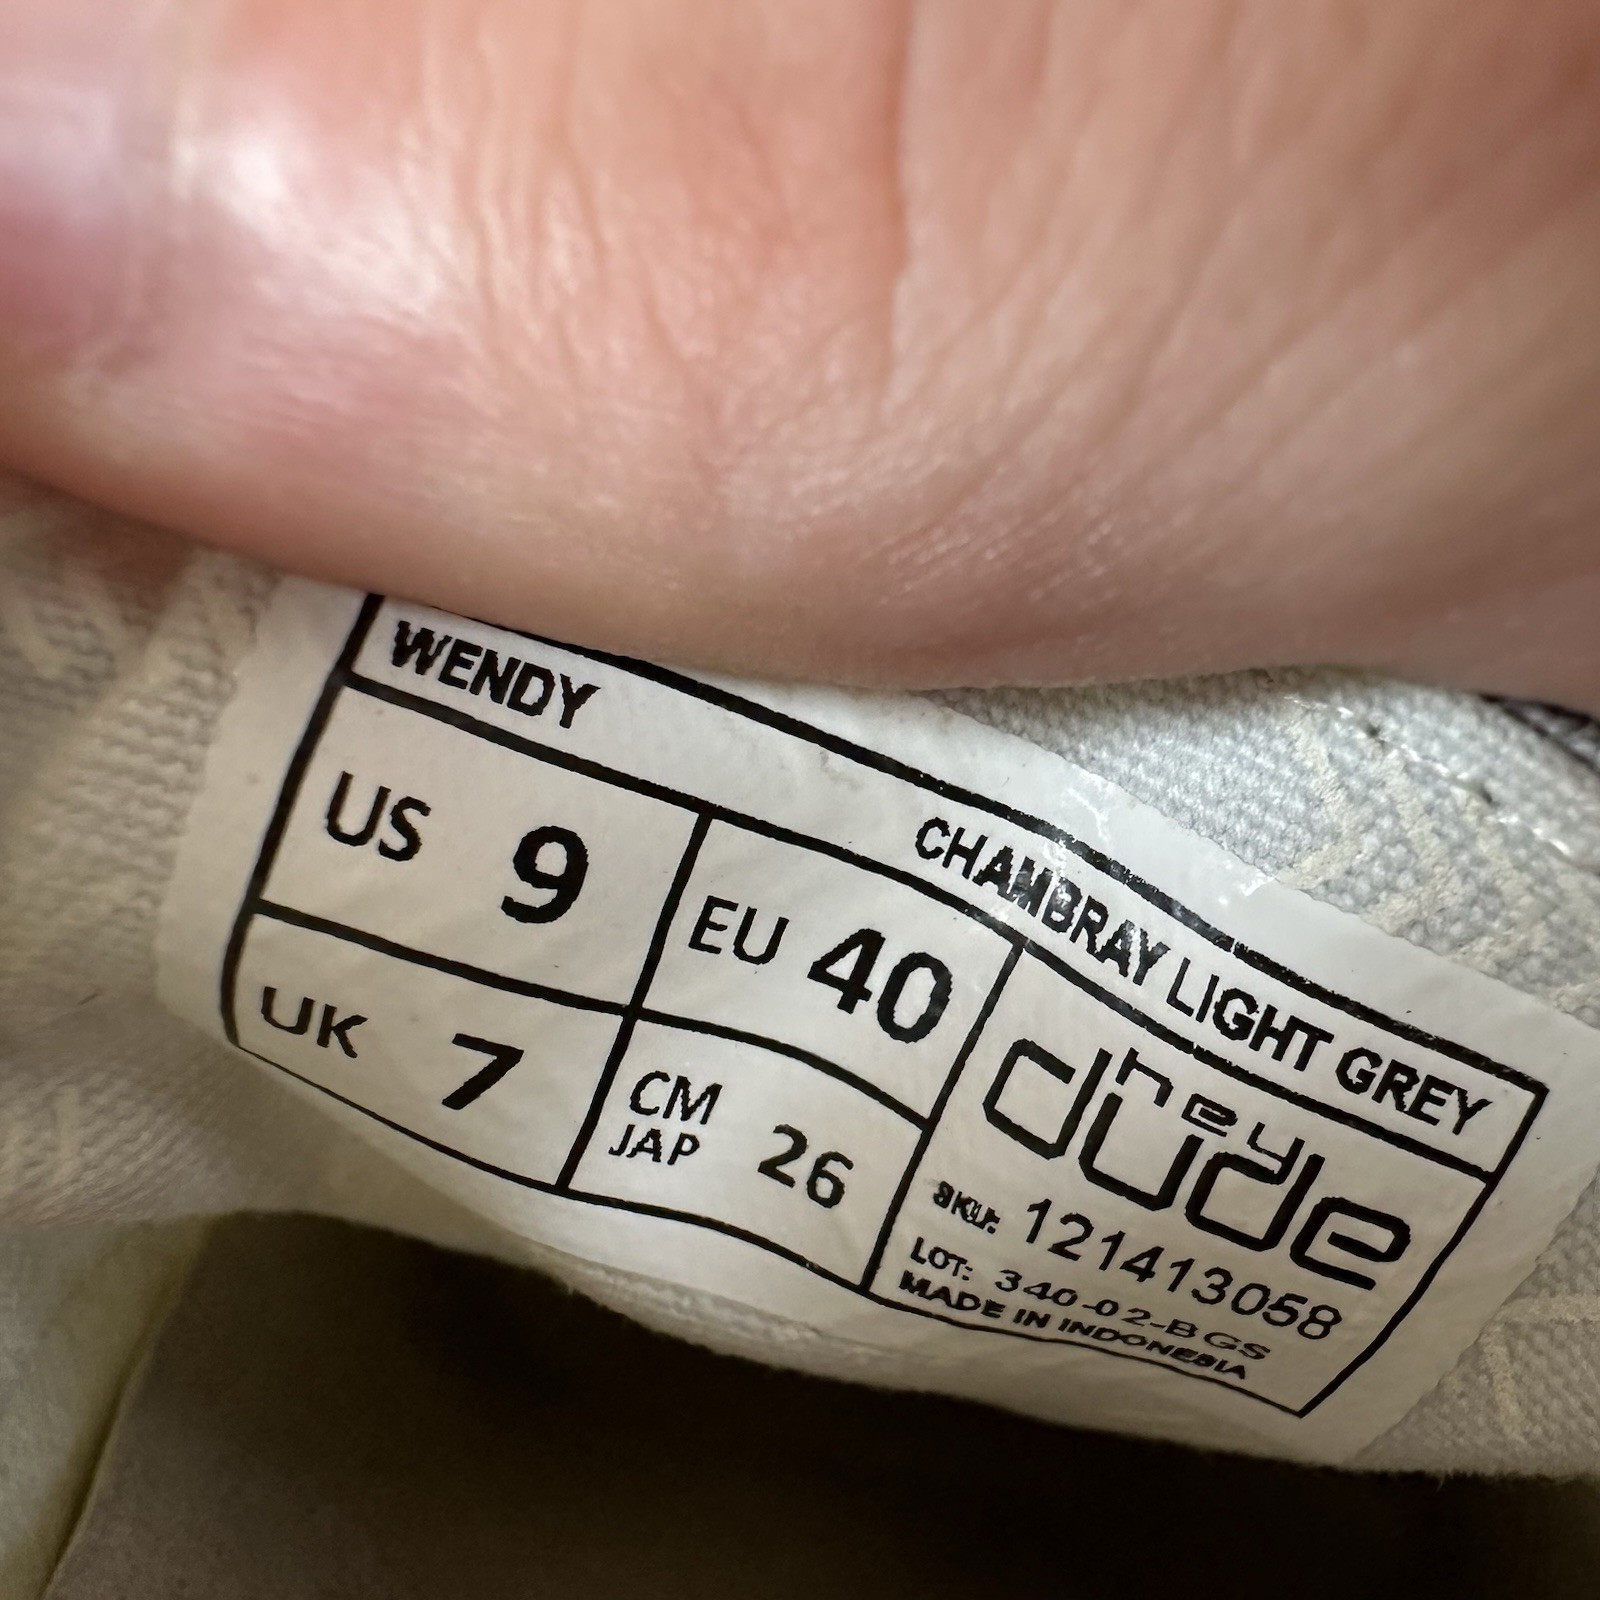 WENDY
CHAMBRAY LIGHT GREY
US 9
EU 40
UK 7
CM
JAP 26
hey
dude
SKU: 121413058
LOT: 340-02-BGS
MADE IN INDONESIA